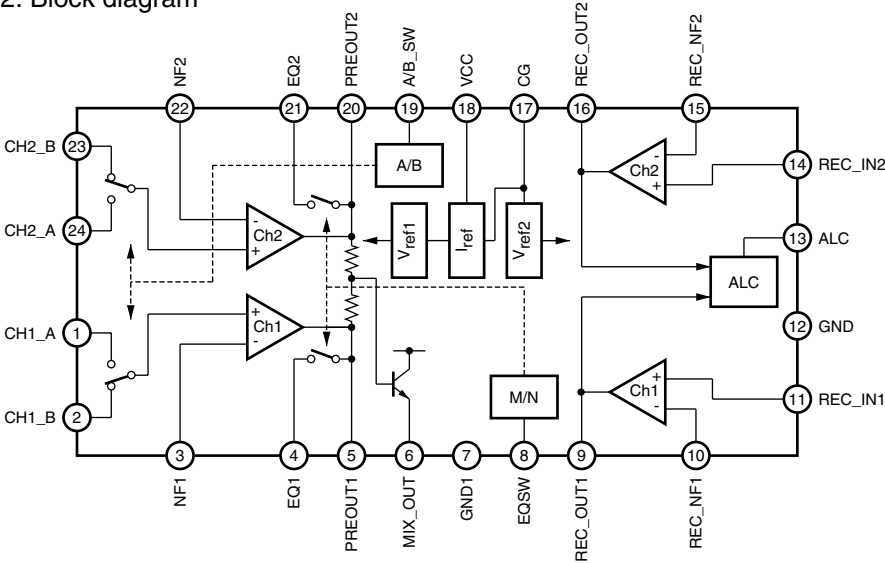 2. Block diagram
NF2
EQ2
PREOUT2
A/B_SW
VCC
CG
REC_OUT2
REC_NF2
22
21
20
19
18
17
16
15
CH2_B
23
A/B
Ch2
-
+
14
REC_IN2
CH2_A
24
-
Ch2
+
Vref1
Iref
Vref2
13
ALC
ALC
CH1_A
1
+
Ch1
-
12
GND
CH1_B
2
M/N
+
Ch1
-
11
REC_IN1
3
4
5
6
7
8
9
10
NF1
EQ1
PREOUT1
MIX_OUT
GND1
EQSW
REC_OUT1
REC_NF1